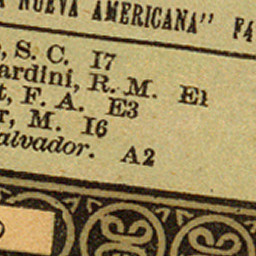 NUEVA AMERICANA" F4
, S. C. I7
ardini, R. M. E1
t, F. A. E3
r, M. I6
alvador. A2